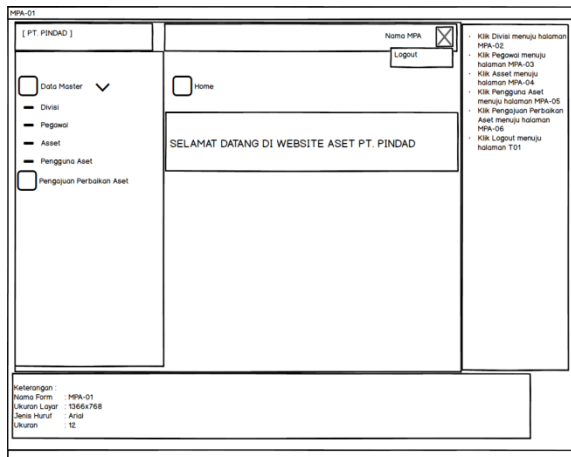 MPA-01
[ PT. PINDAD ]
Nama MPA
Logout
Data Master
Divisi
Pegawai
Asset
Pengguna Aset
Pengajuan Perbaikan Aset
Home
SELAMAT DATANG DI WEBSITE ASET PT. PINDAD
· Klik Divisi menuju halaman
MPA-02
· Klik Pegawai menuju
halaman MPA-03
· Klik Asset menuju
halaman MPA-04
· Klik Pengguna Aset
menuju halaman MPA-05
· Klik Pengajuan Perbaikan
Aset menuju halaman
MPA-06
· Klik Logout menuju
halaman T01
Keterangan :
Nama Form : MPA-01
Ukuran Layar : 1366x768
Jenis Huruf : Arial
Ukuran : 12